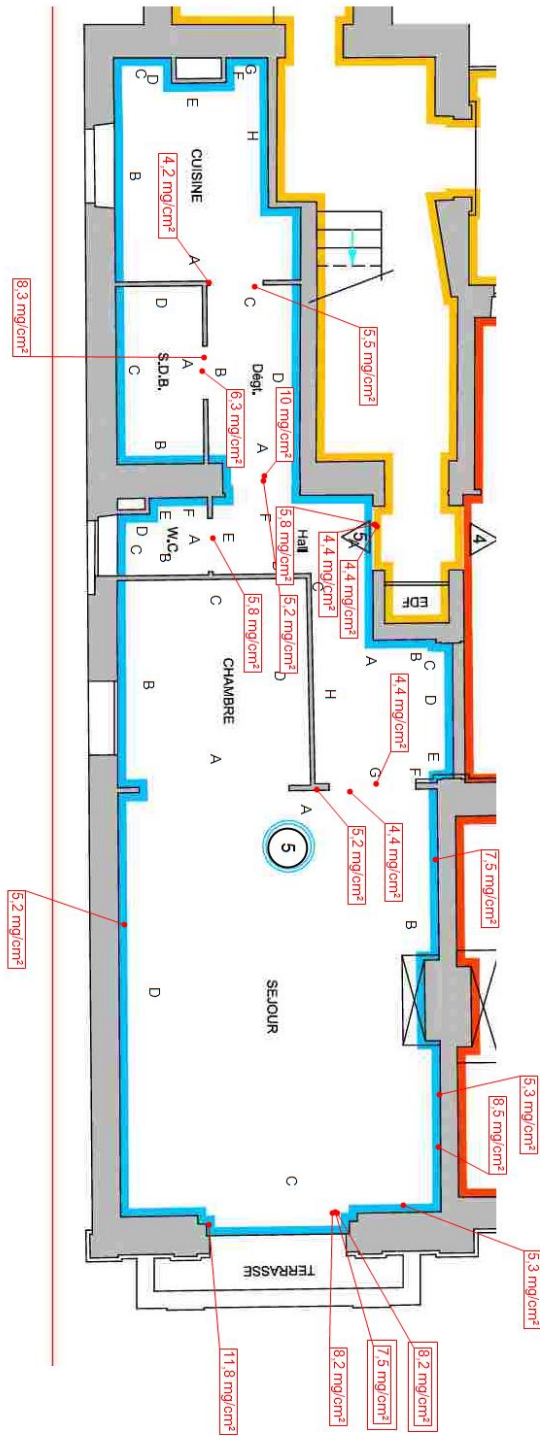 G
F
C
D
E
H
CUISINE
B
A
4,2 mg/cm²
8,3 mg/cm²
C
5,5 mg/cm²
D
A
S.D.B.
C
B
B
Dégt.
D
6,3 mg/cm²
A
10 mg/cm²
F
E
F
D
C
W.C.
A
B
E
Hall
D
C
5,8 mg/cm²
4,4 mg/cm²
4,4 mg/cm²
5
A
4
EDF
5,2 mg/cm²
5,8 mg/cm²
C
D
CHAMBRE
B
A
A
B
C
D
E
F
G
H
4,4 mg/cm²
4,4 mg/cm²
5,2 mg/cm²
A
5
7,5 mg/cm²
B
5,2 mg/cm²
D
SEJOUR
C
5,3 mg/cm²
8,5 mg/cm²
5,3 mg/cm²
TERRASSE
11,8 mg/cm²
8,2 mg/cm²
7,5 mg/cm²
8,2 mg/cm²